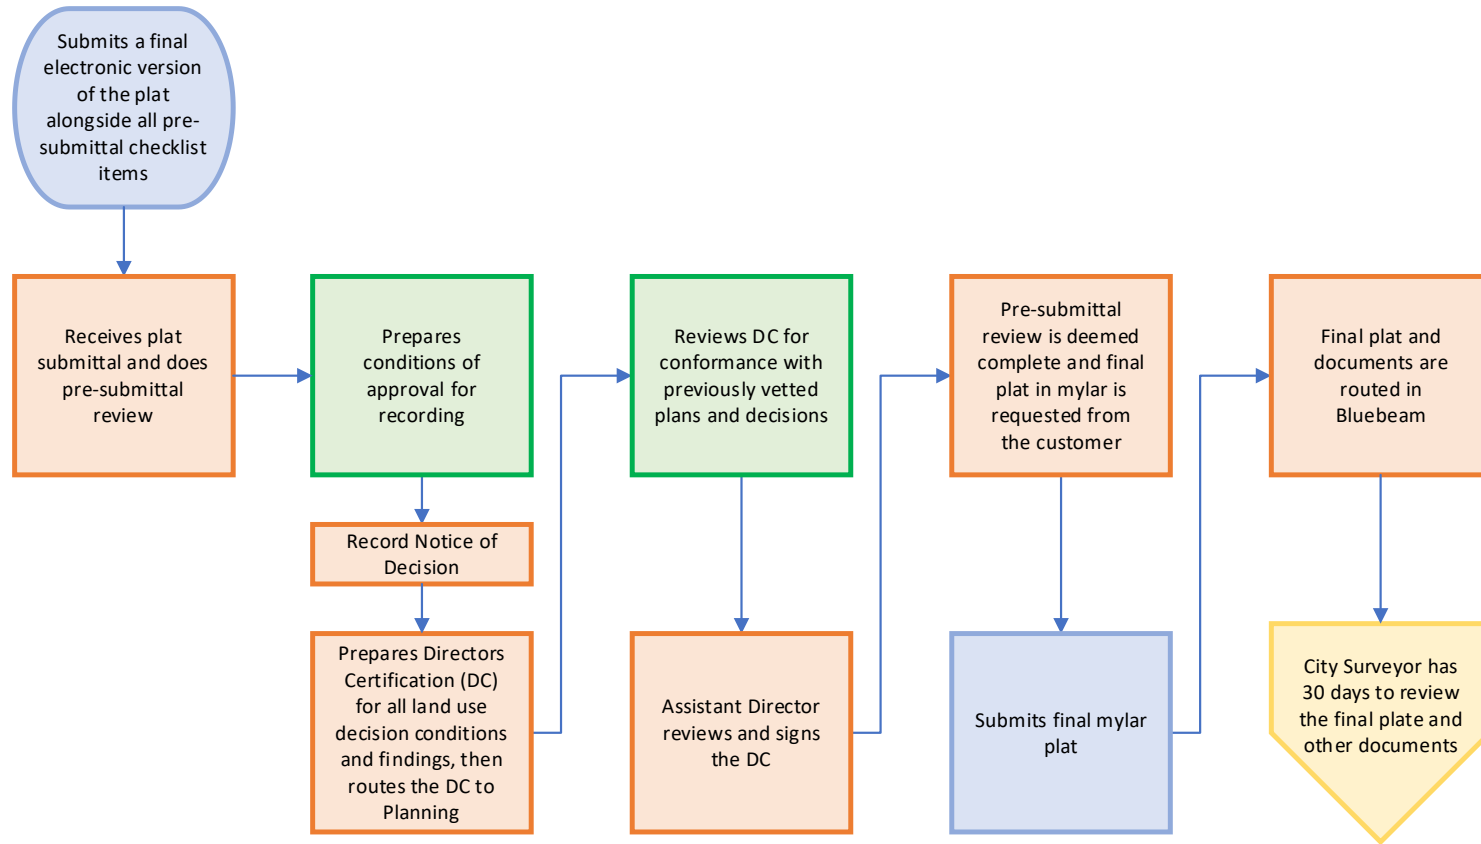 Submits a final
electronic version
of the plat
alongside all pre-
submittal checklist
items
Receives plat
submittal and does
pre-submittal
review
Prepares
conditions of
approval for
recording
Record Notice of
Decision
Prepares Directors
Certification (DC)
for all land use
decision conditions
and findings, then
routes the DC to
Planning
Reviews DC for
conformance with
previously vetted
plans and decisions
Assistant Director
reviews and signs
the DC
Pre-submittal
review is deemed
complete and final
plat in mylar is
requested from
the customer
Submits final mylar
plat
Final plat and
documents are
routed in
Bluebeam
City Surveyor has
30 days to review
the final plate and
other documents